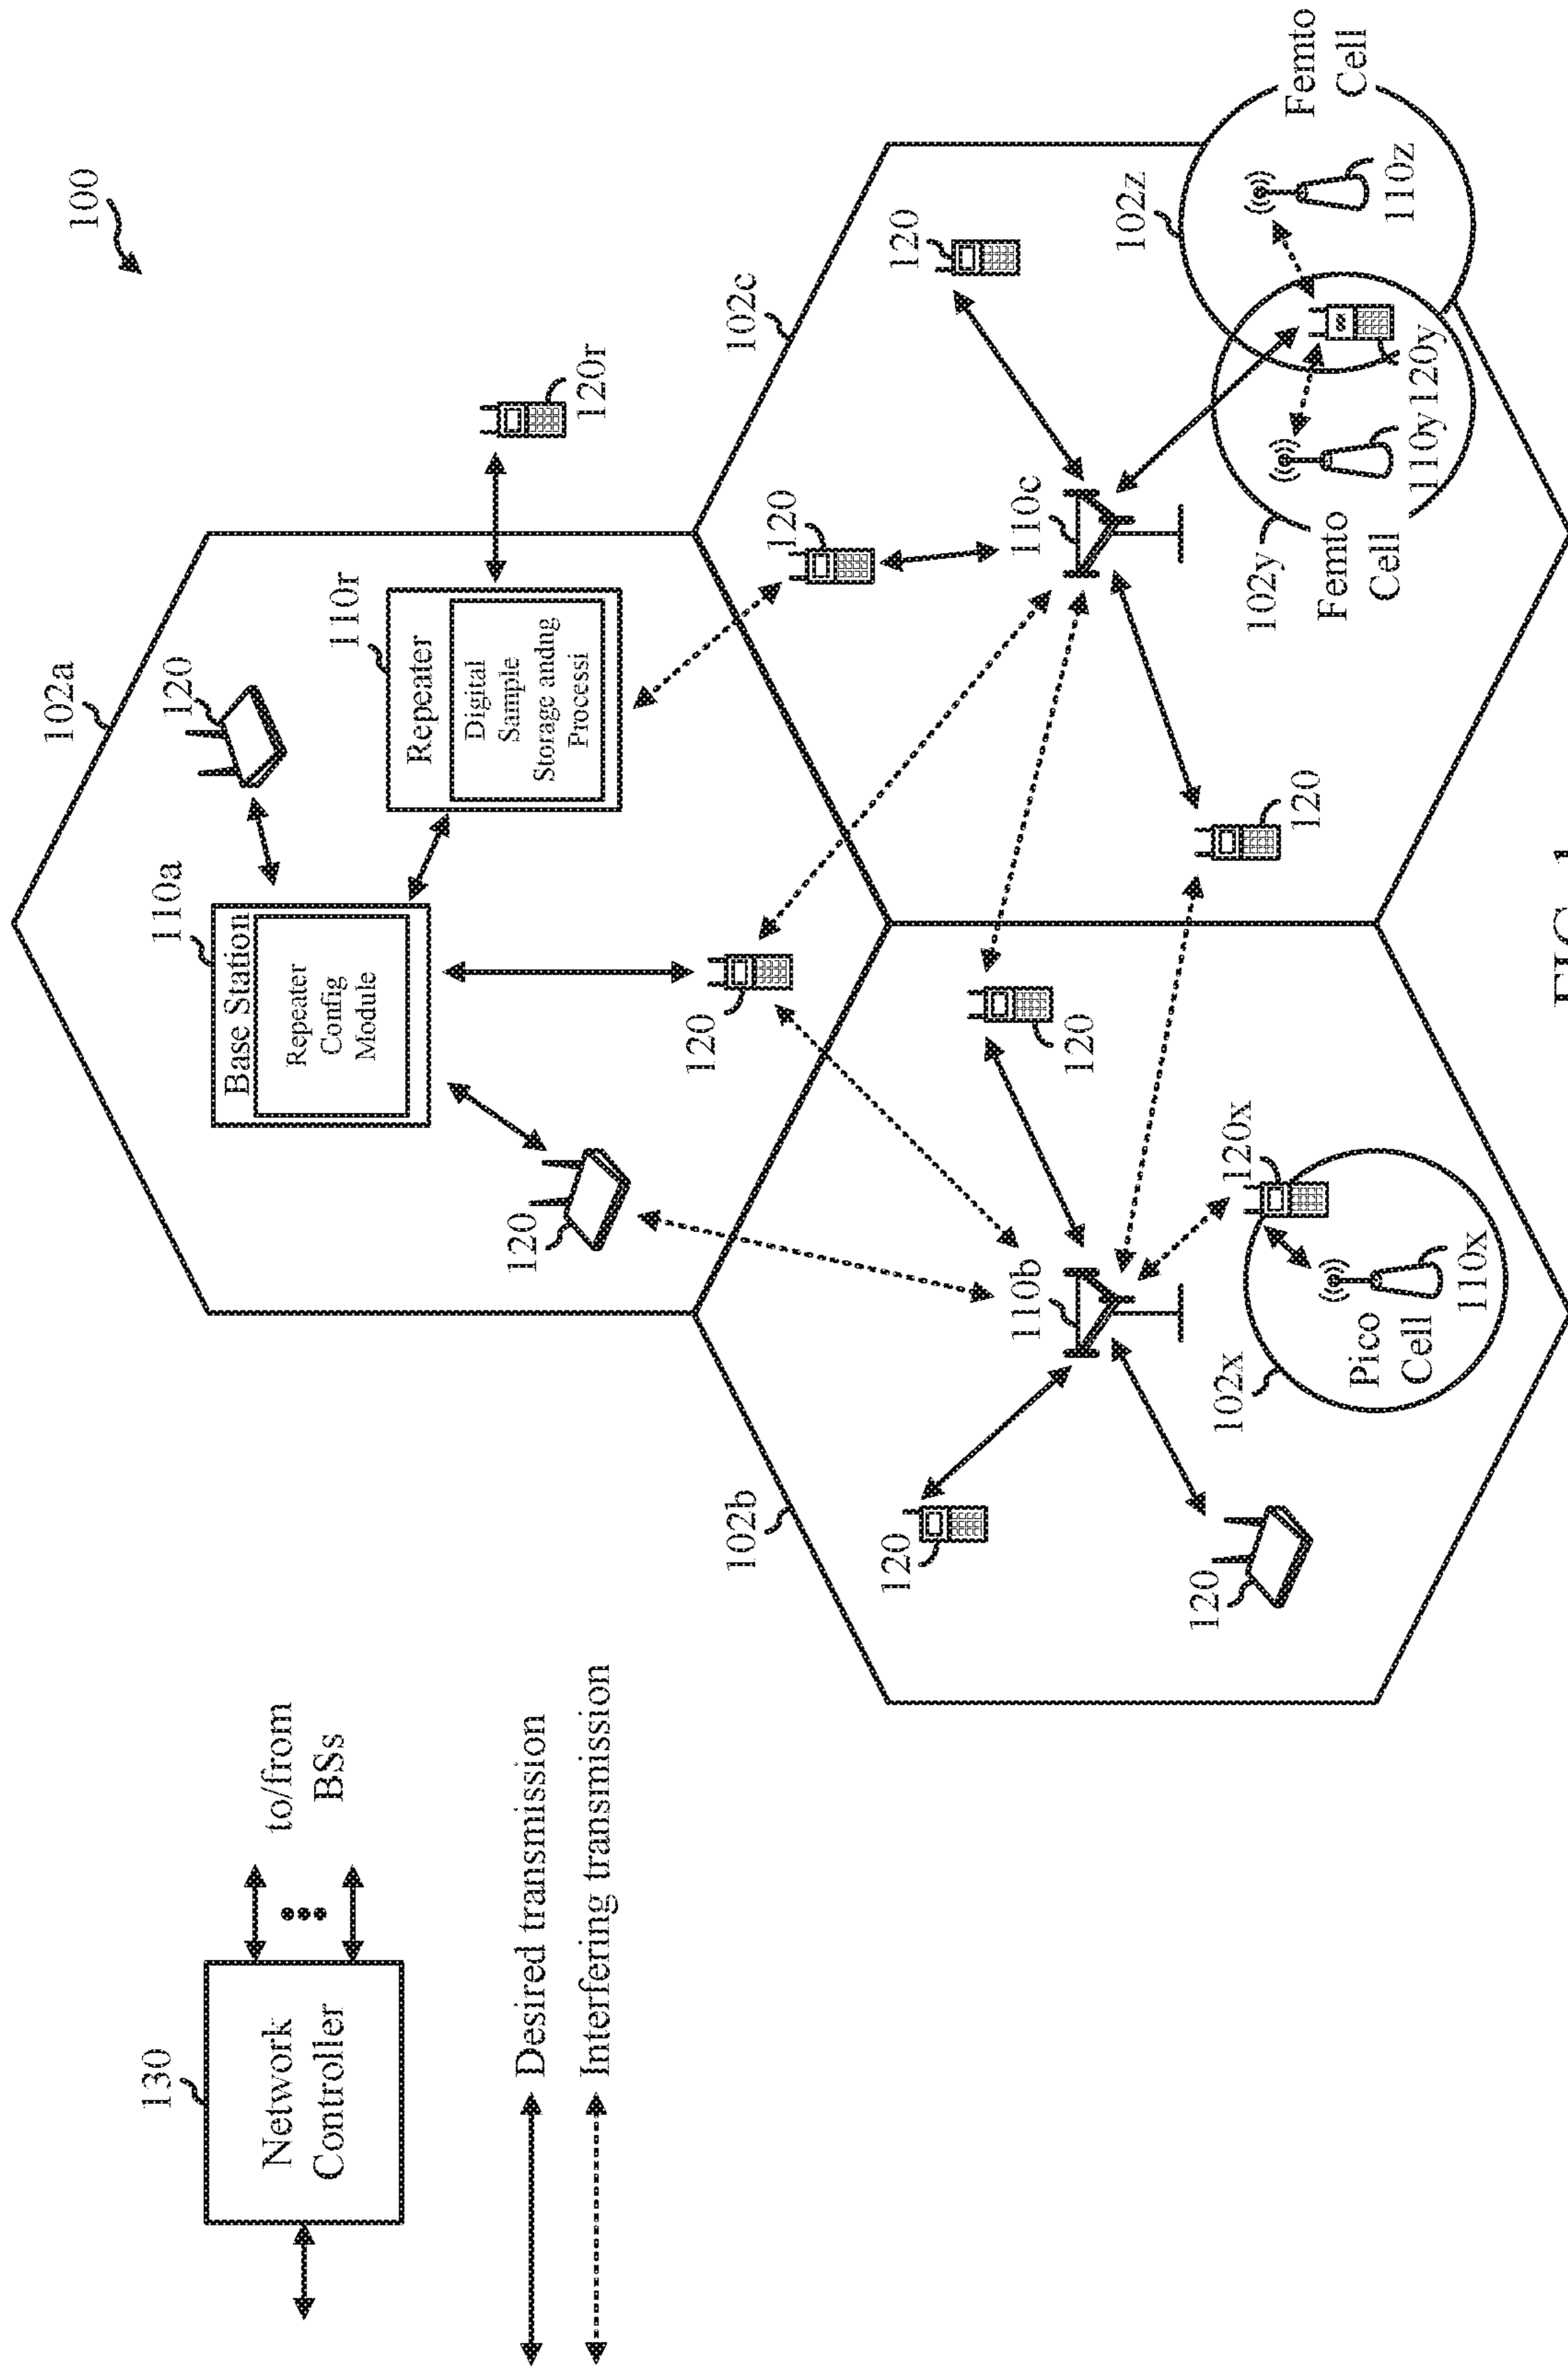 102a
100
130
110a
120
Network
Controller
to/from
BSs
Base Station
Repeater
Config
Module
110r
Repeater
Digital
Sample
Storage andng
Processi
Desired transmission
Interfering transmission
120
120r
120
120
102b
102c
120
120
110b
120
110c
120
102z
120
102x
120x
120
102y
Femto
Cell
110z
Pico
Cell
110x
Femto
Cell
110y
120y
FIG. 1